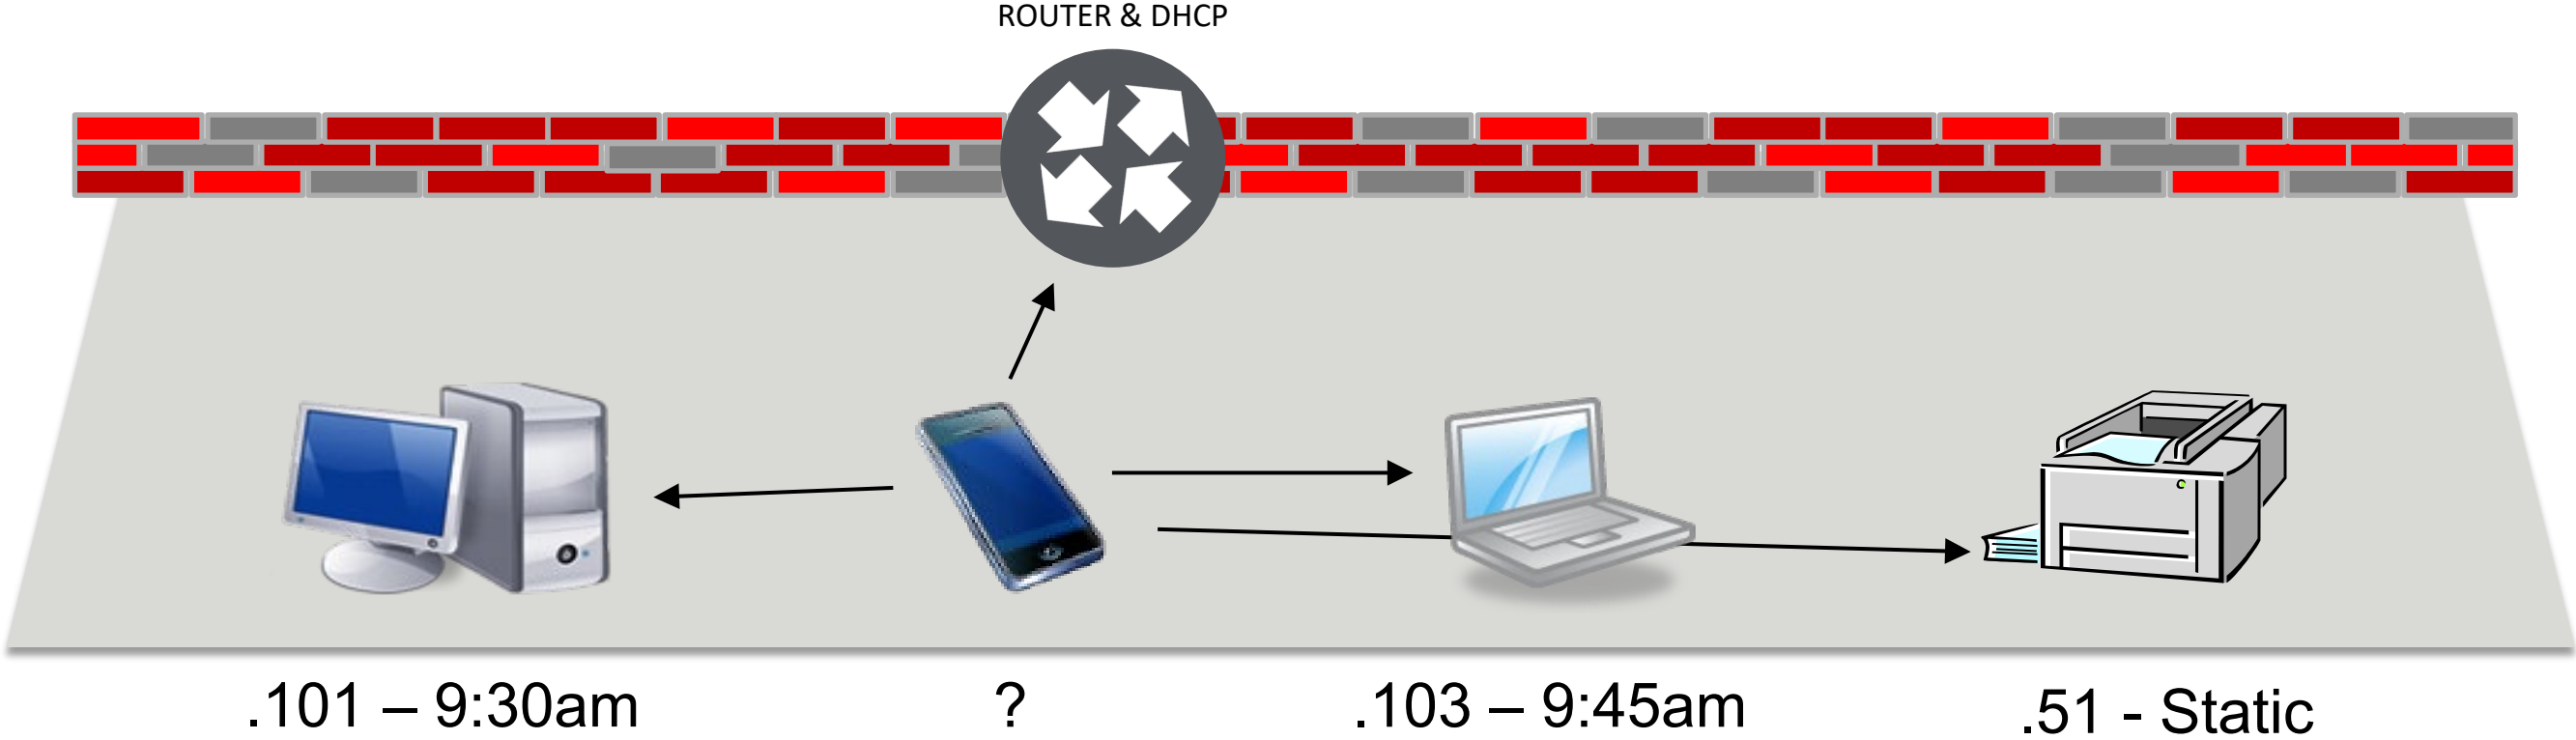 ROUTER & DHCP
.101 – 9:30am
?
.103 – 9:45am
.51 - Static